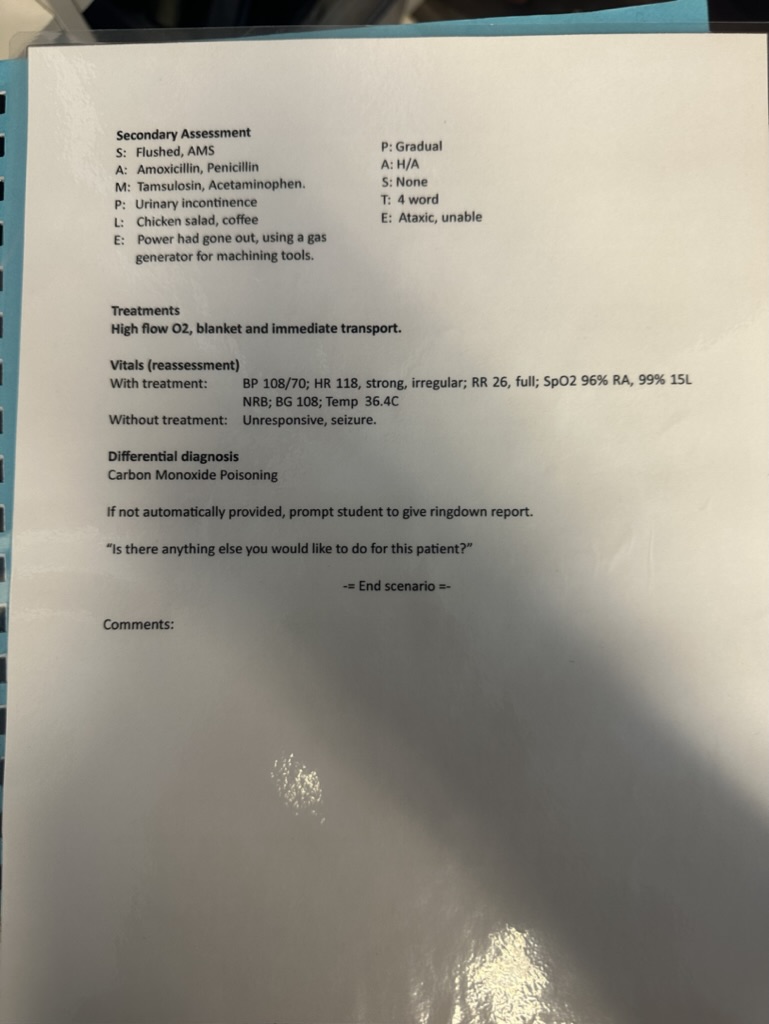 Secondary Assessment
S: Flushed, AMS
A: Amoxicillin, Penicillin
M: Tamsulosin, Acetaminophen.
P: Urinary incontinence
L: Chicken salad, coffee
E: Power had gone out, using a gas
generator for machining tools.
P: Gradual
A: H/A
S: None
T: 4 word
E: Ataxic, unable
Treatments
High flow O2, blanket and immediate transport.
Vitals (reassessment)
With treatment: BP 108/70; HR 118, strong, irregular; RR 26, full; SpO2 96% RA, 99% 15L
NRB; BG 108; Temp 36.4C
Without treatment: Unresponsive, seizure.
Differential diagnosis
Carbon Monoxide Poisoning
If not automatically provided, prompt student to give ringdown report.
"Is there anything else you would like to do for this patient?"
-= End scenario =-
Comments: